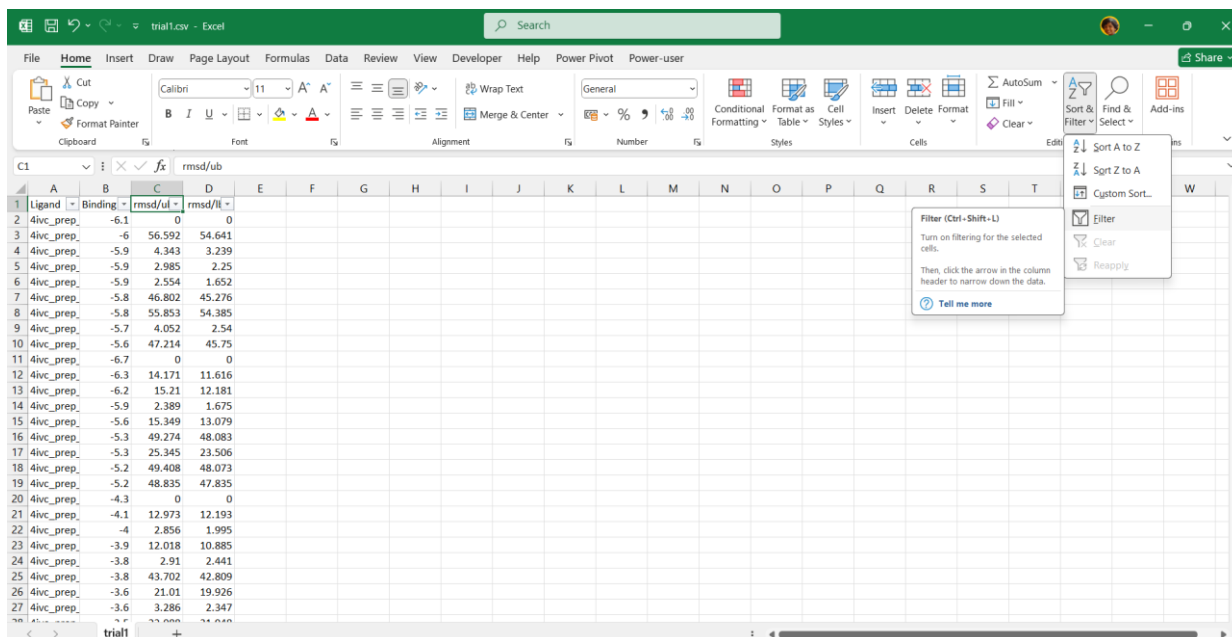 trial1.csv - Excel
Search
File Home Insert Draw Page Layout Formulas Data Review View Developer Help Power Pivot Power-user
Share
Paste
Cut
Copy
Format Painter
Clipboard
Calibri
11
B I U
Font
Wrap Text
Merge & Center
Alignment
General
Number
Conditional Formatting
Format as Table
Cell Styles
Styles
Insert Delete Format
Cells
AutoSum
Fill
Clear
Sort & Filter
Find & Select
Add-ins
C1
fx
rmsd/ub
A B C D E F G H I J K L M N O P Q R S T W
1 Ligand Binding rmsd/ul
2 4ivc_prep_ -6.1 0 0
3 4ivc_prep_ -6 56.592 54.641
4 4ivc_prep_ -5.9 4.343 3.239
5 4ivc_prep_ -5.9 2.985 2.25
6 4ivc_prep_ -5.9 2.554 1.652
7 4ivc_prep_ -5.8 46.802 45.276
8 4ivc_prep_ -5.8 55.853 54.385
9 4ivc_prep_ -5.7 4.052 2.54
10 4ivc_prep_ -5.6 47.214 45.75
11 4ivc_prep_ -6.7 0 0
12 4ivc_prep_ -6.3 14.171 11.616
13 4ivc_prep_ -6.2 15.21 12.181
14 4ivc_prep_ -5.9 2.389 1.675
15 4ivc_prep_ -5.6 15.349 13.079
16 4ivc_prep_ -5.3 49.274 48.083
17 4ivc_prep_ -5.3 25.345 23.506
18 4ivc_prep_ -5.2 49.408 48.073
19 4ivc_prep_ -5.2 48.835 47.835
20 4ivc_prep_ -4.3 0 0
21 4ivc_prep_ -4.1 12.973 12.193
22 4ivc_prep_ -4 2.856 1.995
23 4ivc_prep_ -3.9 12.018 10.885
24 4ivc_prep_ -3.8 2.91 2.441
25 4ivc_prep_ -3.8 43.702 42.809
26 4ivc_prep_ -3.6 21.01 19.926
27 4ivc_prep_ -3.6 3.286 2.347
Sort A to Z
Sort Z to A
Custom Sort...
Filter
Clear
Reapply
Filter (Ctrl+Shift+L)
Turn on filtering for the selected
cells.
Then, click the arrow in the column
header to narrow down the data.
Tell me more
trial1